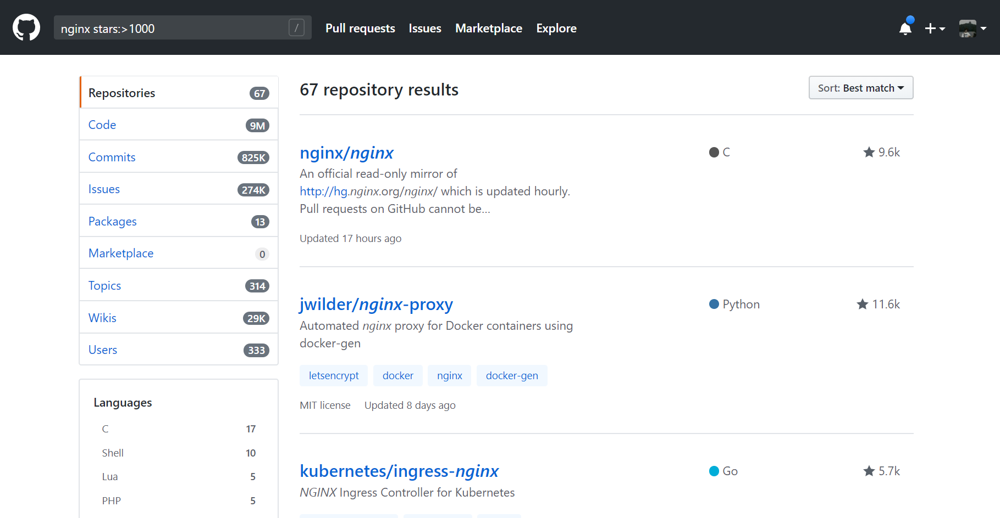 nginx stars:>1000 /
Pull requests Issues Marketplace Explore
Repositories 67
Code 9M
Commits 825K
Issues 274K
Packages 13
Marketplace 0
Topics 314
Wikis 29K
Users 333
Languages
C 17
Shell 10
Lua 5
PHP 5
67 repository results
Sort: Best match
nginx/nginx
C
9.6k
An official read-only mirror of
http://hg.nginx.org/nginx/ which is updated hourly.
Pull requests on GitHub cannot be...
Updated 17 hours ago
jwilder/nginx-proxy
Python
11.6k
Automated nginx proxy for Docker containers using
docker-gen
letsencrypt docker nginx docker-gen
MIT license Updated 8 days ago
kubernetes/ingress-nginx
Go
5.7k
NGINX Ingress Controller for Kubernetes